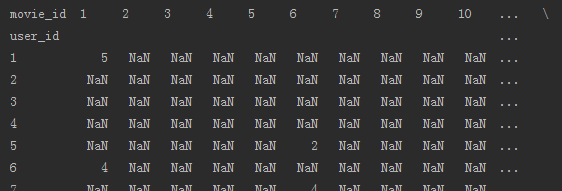 movie_id 1 2 3 4 5 6 7 8 9 10 ... \
user_id ...
1 5 NaN NaN NaN NaN NaN NaN NaN NaN ...
2 NaN NaN NaN NaN NaN NaN NaN NaN NaN ...
3 NaN NaN NaN NaN NaN NaN NaN NaN NaN ...
4 NaN NaN NaN NaN NaN NaN NaN NaN NaN ...
5 NaN NaN NaN NaN NaN 2 NaN NaN NaN ...
6 4 NaN NaN NaN NaN NaN NaN NaN NaN ...
7 NaN NaN NaN NaN NaN 4 NaN NaN NaN ...